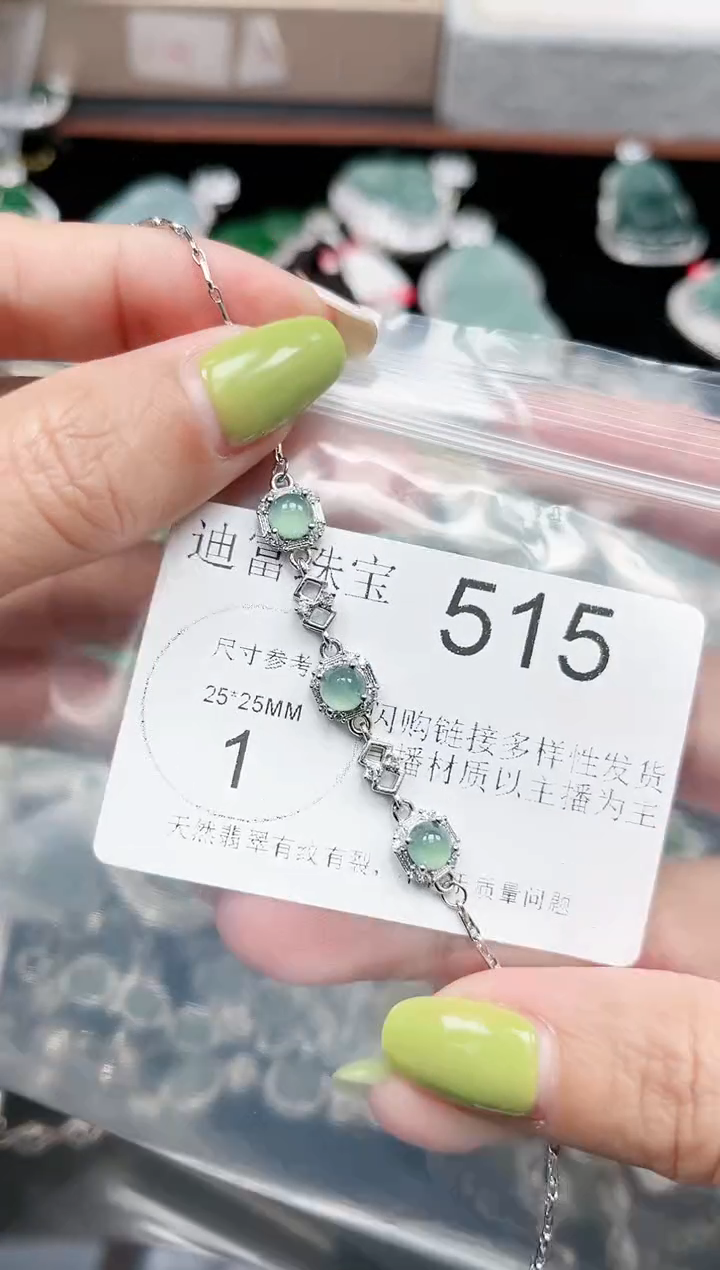 迪富珠宝
515
尺寸参考
25*25MM
1
闪购链接多样性发货
播材质以主播为主
天然翡翠有纹有裂,
质量问题